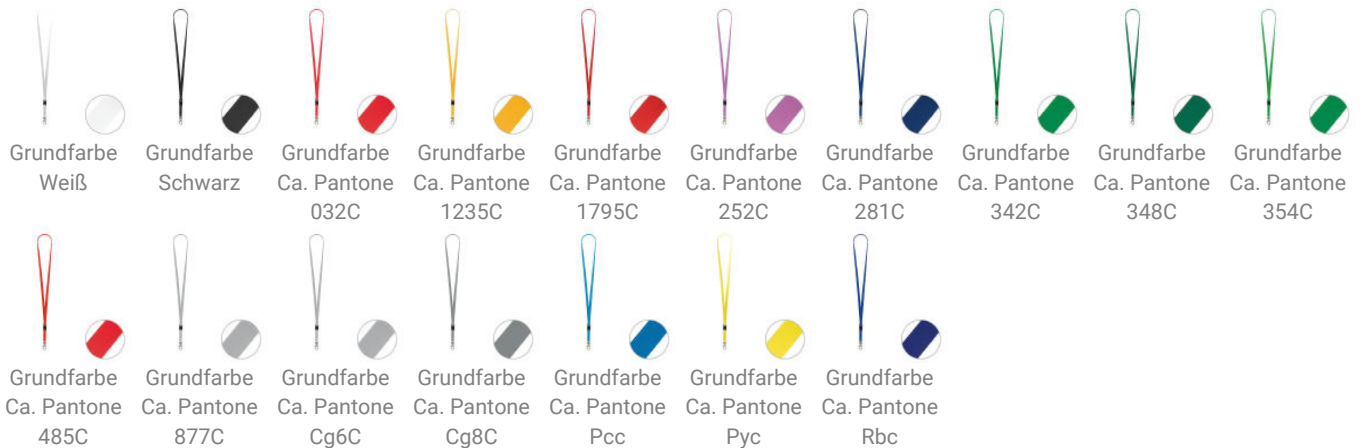 Grundfarbe Grundfarbe Grundfarbe Grundfarbe Grundfarbe Grundfarbe Grundfarbe Grundfarbe Grundfarbe Grundfarbe
Weiß Schwarz Ca. Pantone Ca. Pantone Ca. Pantone Ca. Pantone Ca. Pantone Ca. Pantone Ca. Pantone Ca. Pantone
032C 1235C 1795C 252C 281C 342C 348C 354C
Grundfarbe Grundfarbe Grundfarbe Grundfarbe Grundfarbe Grundfarbe Grundfarbe
Ca. Pantone Ca. Pantone Ca. Pantone Ca. Pantone Ca. Pantone Ca. Pantone Ca. Pantone
485C 877C Cg6C Cg8C Pcc Pyc Rbc